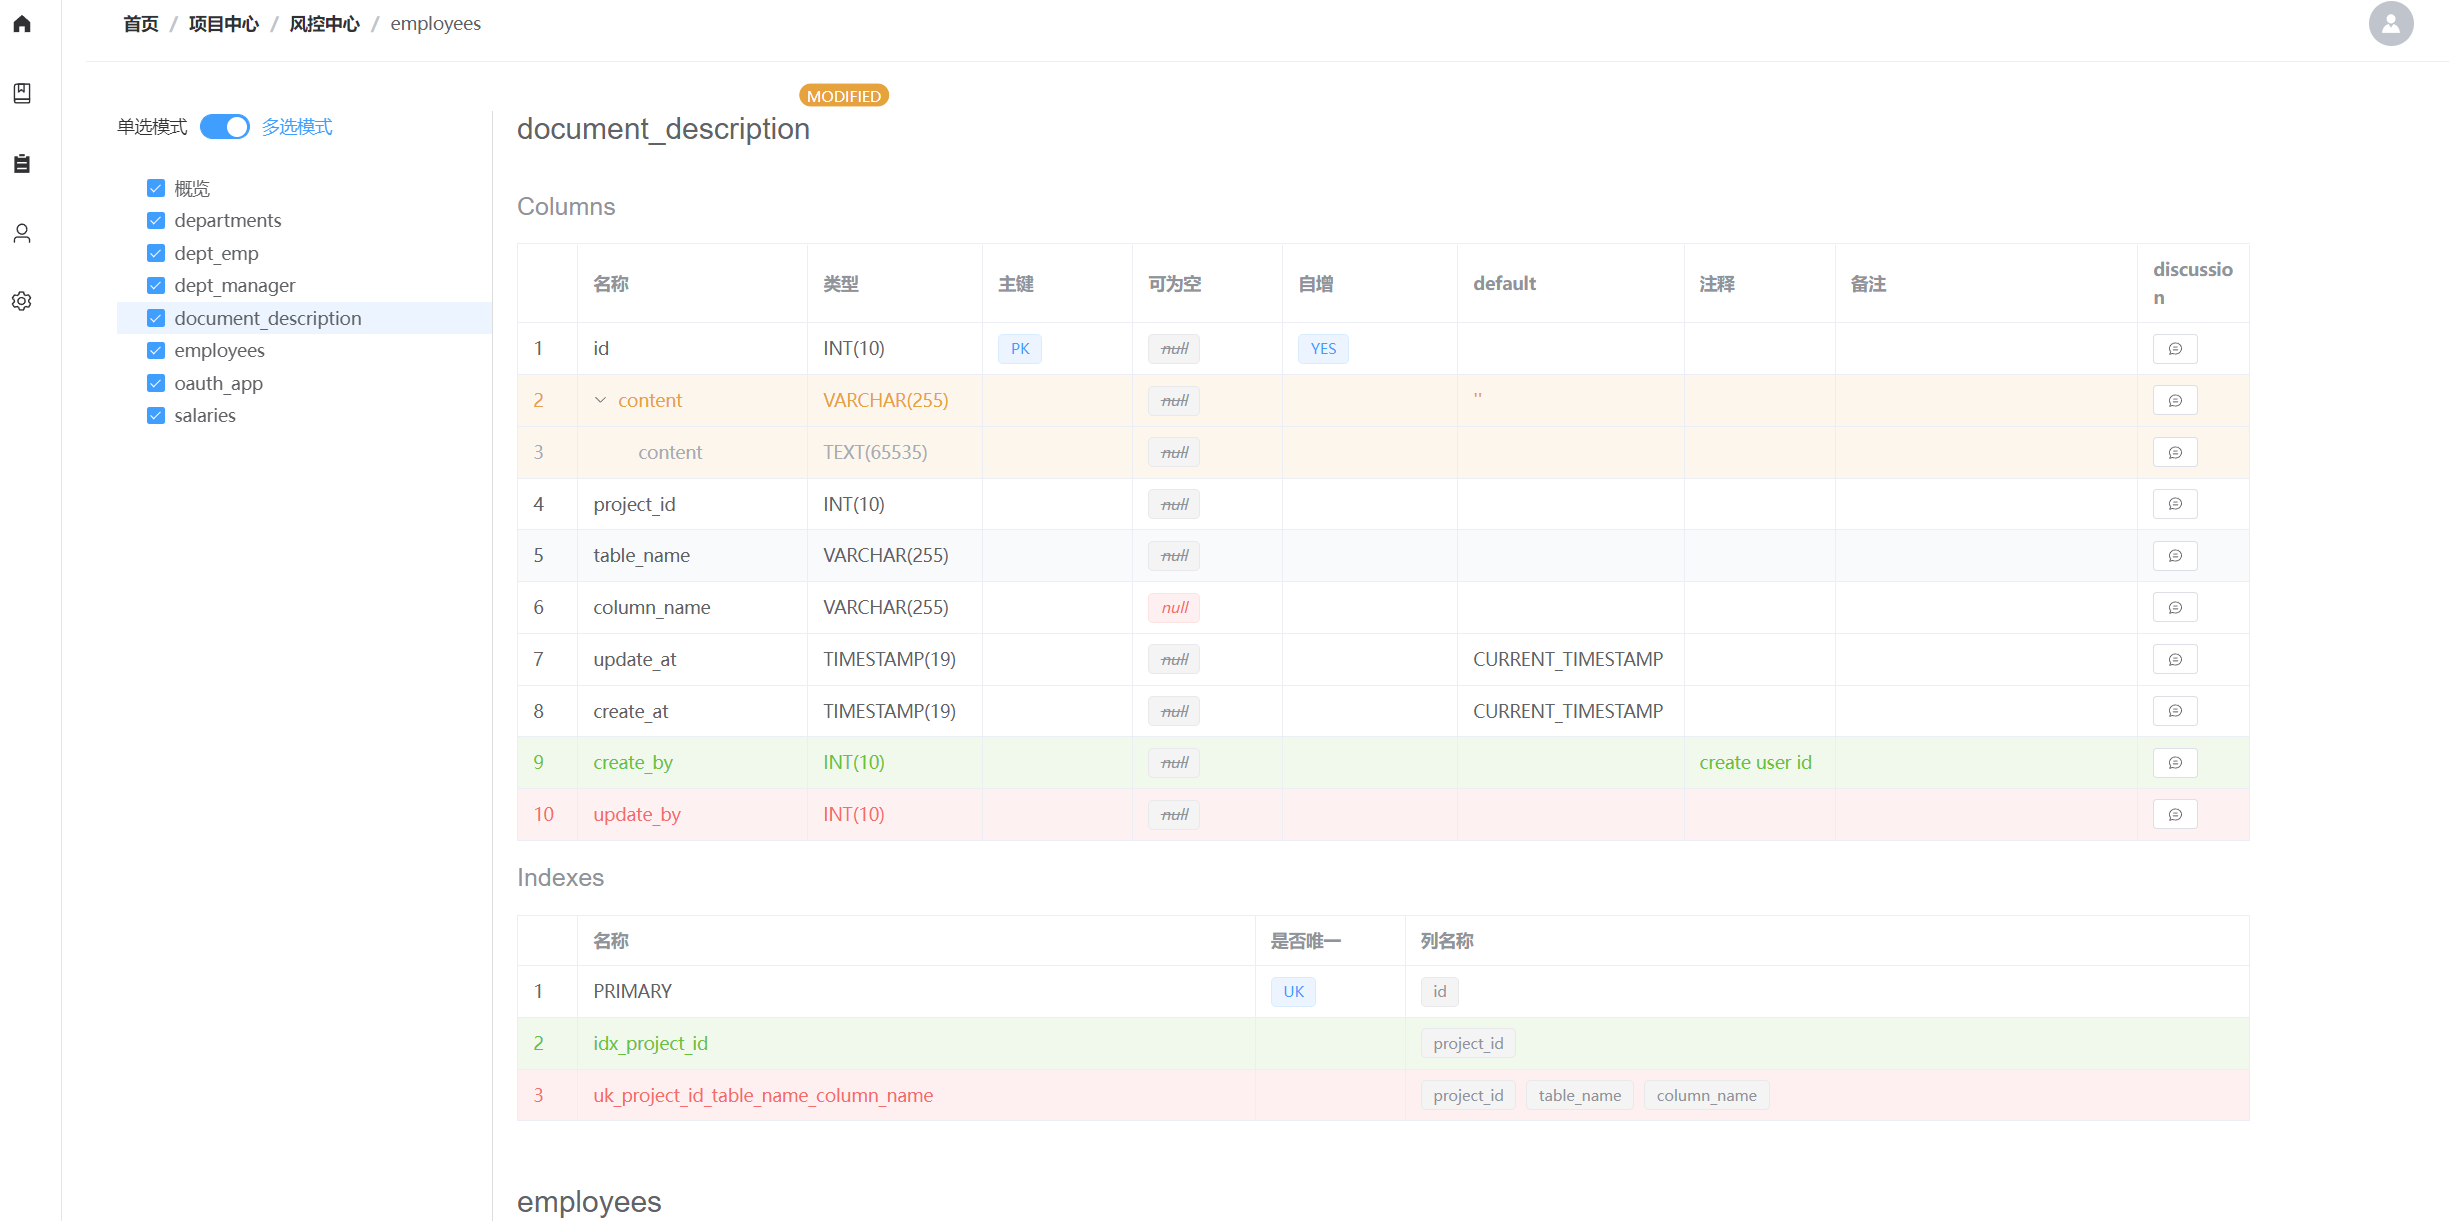 首页 / 项目中心 / 风控中心 / employees
单选模式 多选模式
概览
departments
dept_emp
dept_manager
document_description
employees
oauth_app
salaries
MODIFIED
document_description
Columns
名称 类型 主键 可为空 自增 default 注释 备注 discussion
1 id INT(10) PK null YES
2 content VARCHAR(255) null ''
3 content TEXT(65535) null
4 project_id INT(10) null
5 table_name VARCHAR(255) null
6 column_name VARCHAR(255) null
7 update_at TIMESTAMP(19) null CURRENT_TIMESTAMP
8 create_at TIMESTAMP(19) null CURRENT_TIMESTAMP
9 create_by INT(10) null create user id
10 update_by INT(10) null
Indexes
名称 是否唯一 列名称
1 PRIMARY UK id
2 idx_project_id project_id
3 uk_project_id_table_name_column_name project_id table_name column_name
employees